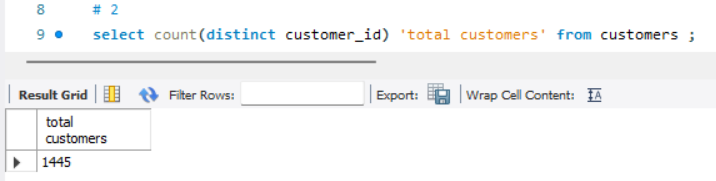 8 # 2
9 select count(distinct customer_id) 'total customers' from customers ;
Result Grid Filter Rows: Export: Wrap Cell Content: IA
total
customers
1445